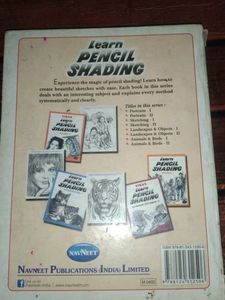 Learn
PENCIL
SHADING
Experience the magic of pencil shading! Learn how to
create beautiful sketches with ease. Each book in this series
deals with an interesting subject and explains every method
systematically and clearly.
Titles in this series :
Portraits - I
Portraits - II
Sketching - I
Sketching - II
Landscapes & Objects - I
Landscapes & Objects - II
Animals & Birds - I
Animals & Birds - II
PENCIL
SHADING
NAVNEET
NAVNEET PUBLICATIONS (INDIA) LIMITED